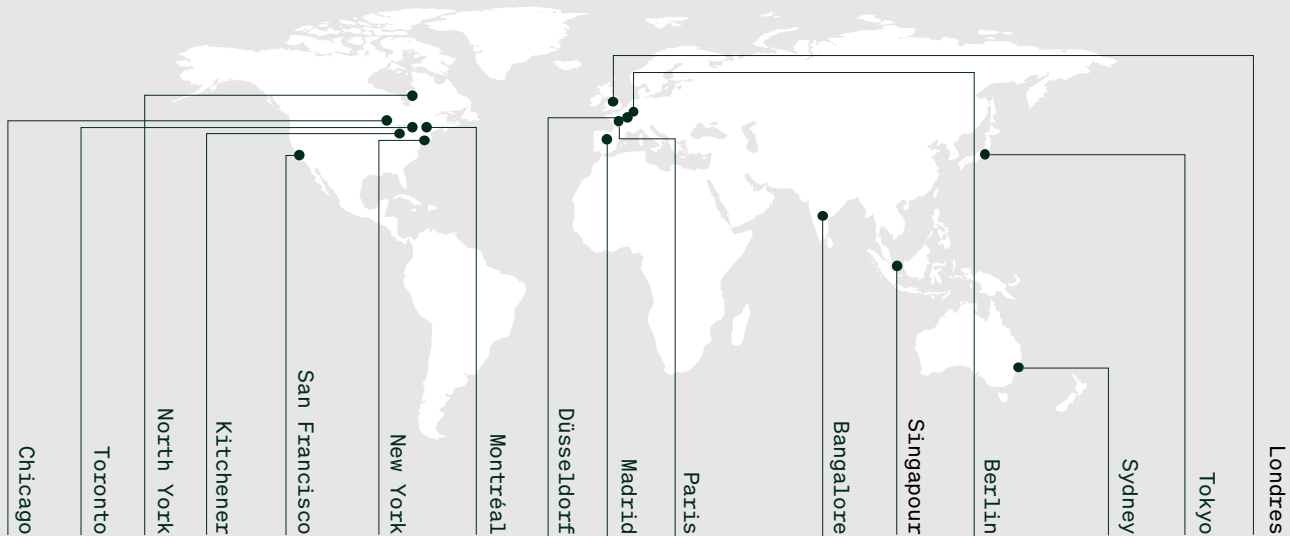 Chicago
Toronto
North York
Kitchener
San Francisco
New York
Montréal
Düsseldorf
Madrid
Paris
Bangalore
Singapour
Berlin
Sydney
Tokyo
Londres